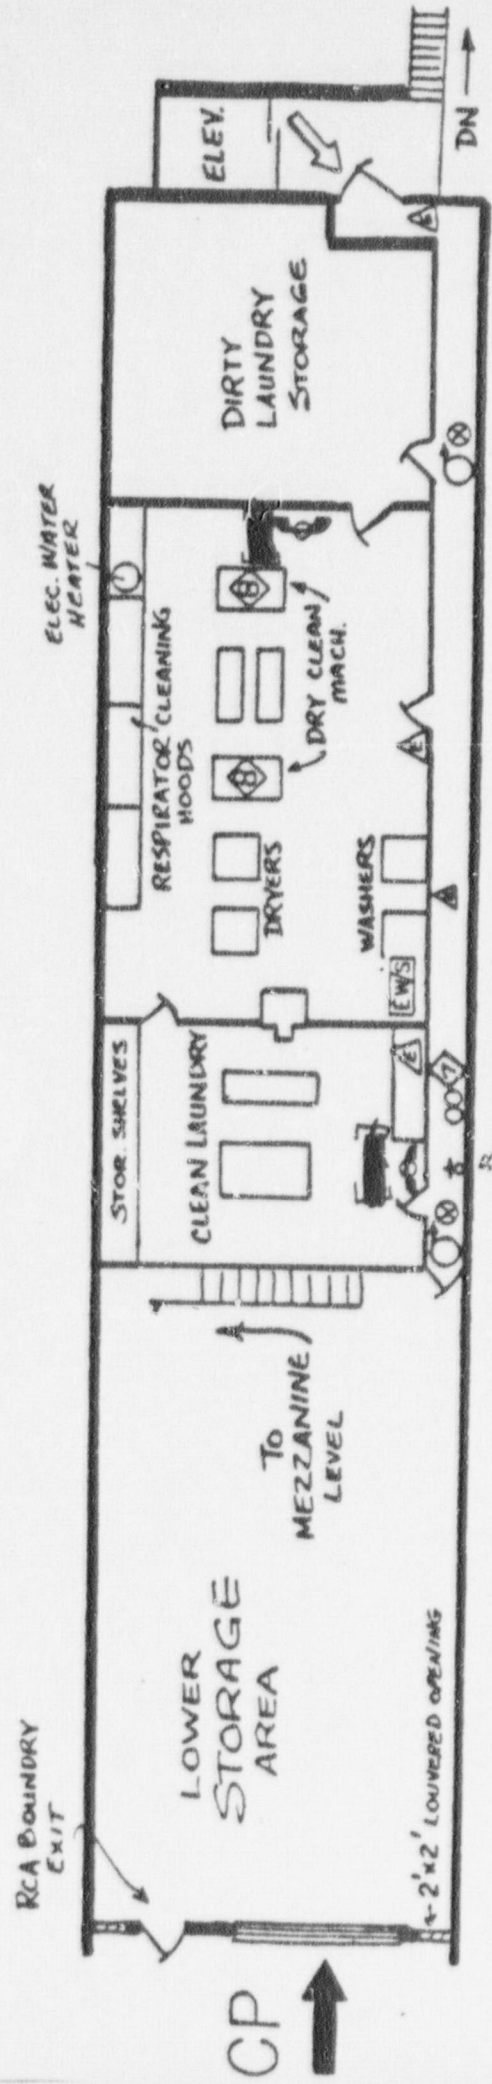 RCA BOUNDRY
EXIT
CP
LOWER
STORAGE
AREA
2'x2' LOUVERED OPENING
TO
MEZZANINE
LEVEL
STOR. SHELVES
CLEAN LAUNDRY
E
7
EWS
WASHERS
DRYERS
RESPIRATOR CLEANING
HOODS
ELEC. WATER
HEATER
DRY CLEAN
MACH.
E
DIRTY
LAUNDRY
STORAGE
ELEV.
E
DN